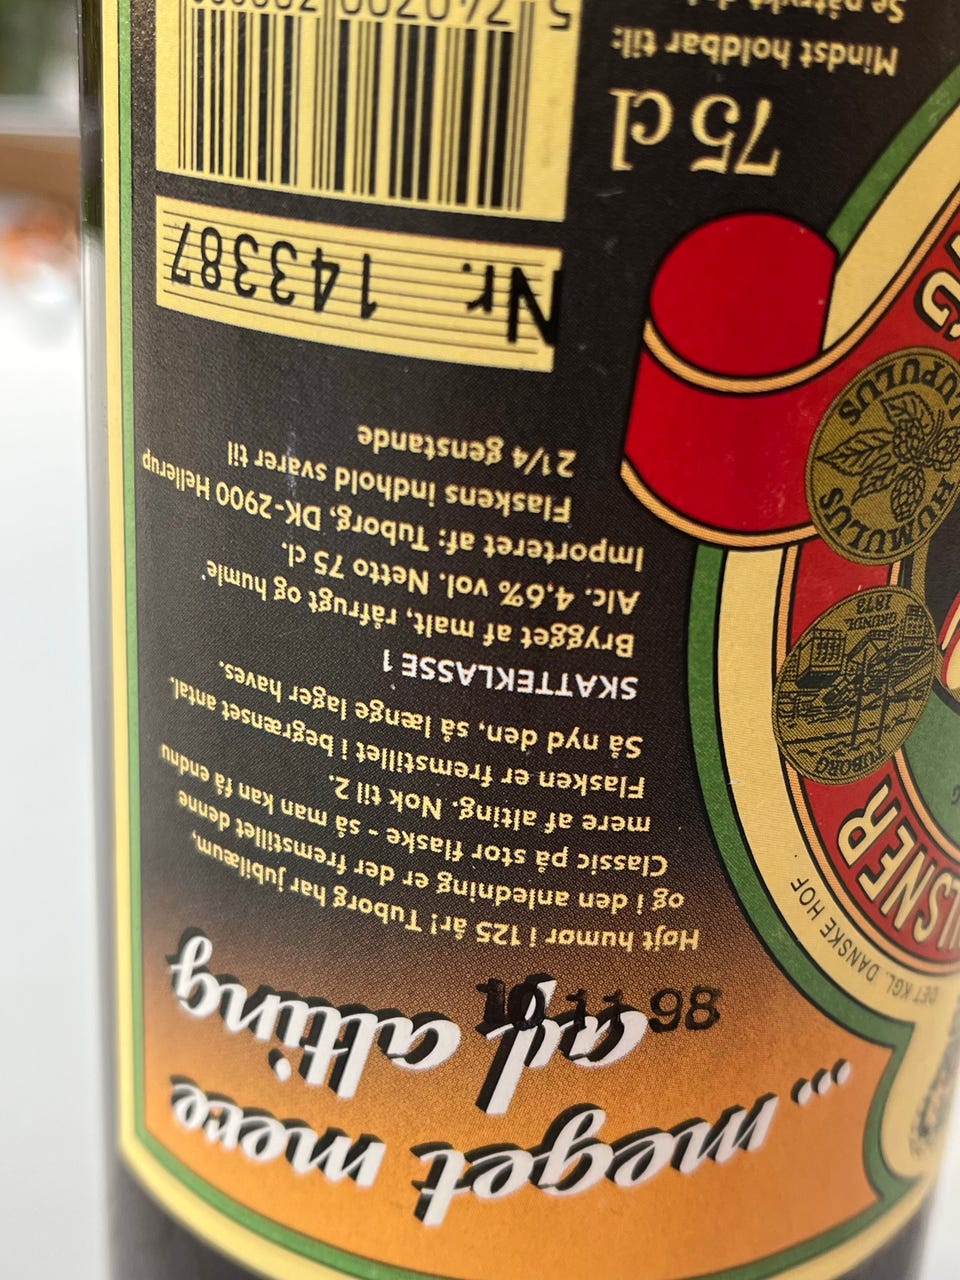 ... meget mere
af alting
10 11 98
Højt humør i 125 år! Tuborg har jubilæum,
og i den anledning er der fremstillet denne
Classic på stor flaske - så man kan få endnu
mere af alting. Nok til 2.
Flasken er fremstillet i begrænset antal.
Så nyd den, så længe lager haves.
SKATTEKLASSE 1
Brygget af malt, råfrugt og humle.
Alc. 4,6% vol. Netto 75 cl.
Importeret af: Tuborg, DK-2900 Hellerup
Flaskens indhold svarer til
2 1/4 genstande
Nr. 143387
75 cl
Mindst holdbar til:
DET KGL. DANSKE HOF
TUBORG
GRUNDL
1873
HUMULUS
LUPULUS